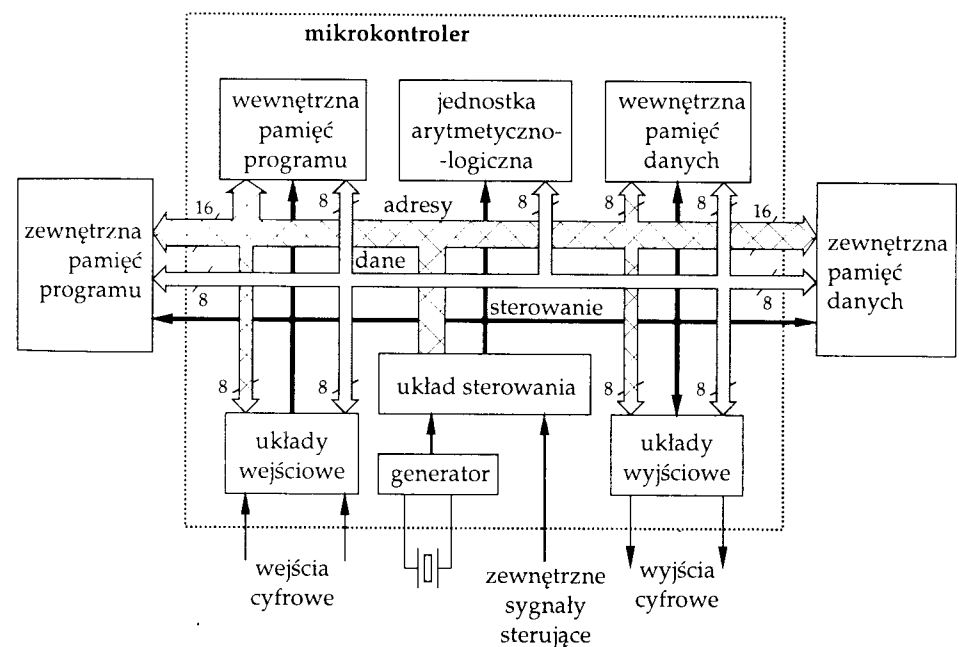 mikrokontroler
wewnętrzna
pamięć
programu
jednostka
arytmetyczno-
-logiczna
wewnętrzna
pamięć
danych
zewnętrzna
pamięć
programu
zewnętrzna
pamięć
danych
16
8
adresy
8
8
8
16
dane
8
8
sterowanie
8
8
8
8
układ sterowania
układy
wejściowe
generator
układy
wyjściowe
wejścia
cyfrowe
zewnętrzne
sygnały
sterujące
wyjścia
cyfrowe